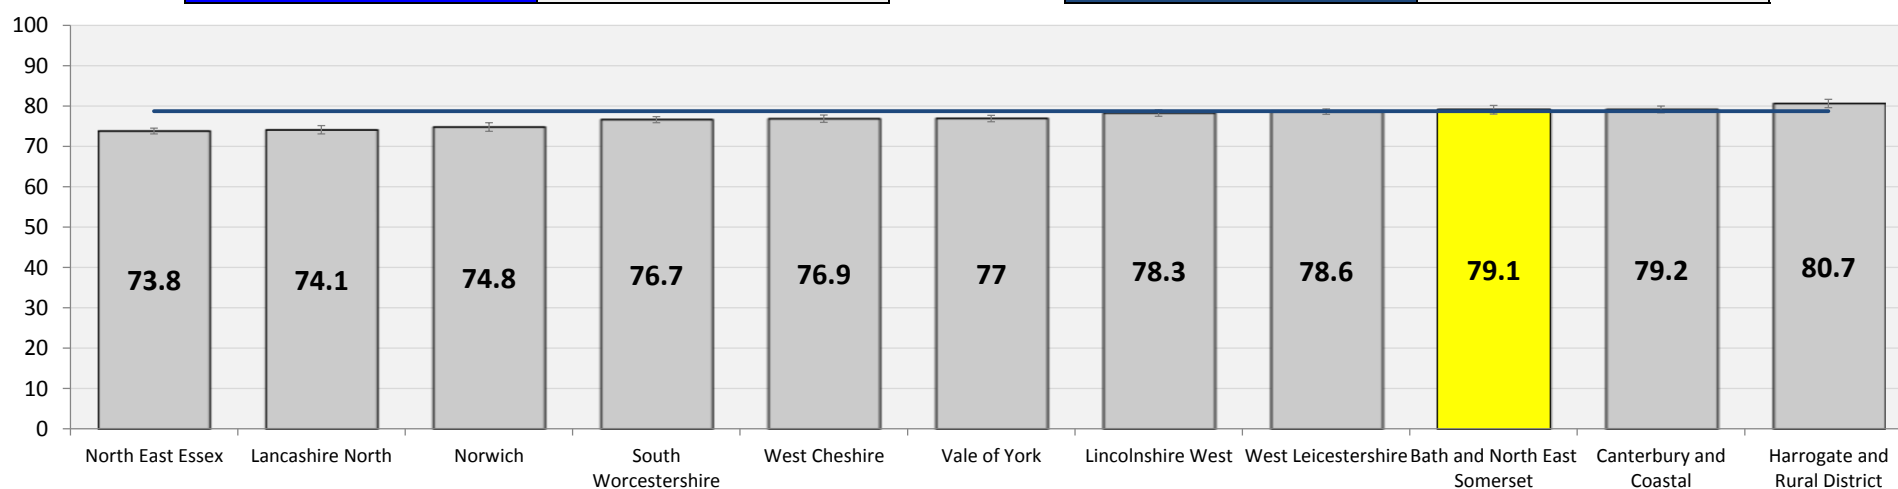 100
90
80
70
60
50
40
30
20
10
0
73.8
74.1
74.8
76.7
76.9
77
78.3
78.6
79.1
79.2
80.7
North East Essex
Lancashire North
Norwich
South
Worcestershire
West Cheshire
Vale of York
Lincolnshire West
West Leicestershire
Bath and North East
Somerset
Canterbury and
Coastal
Harrogate and
Rural District